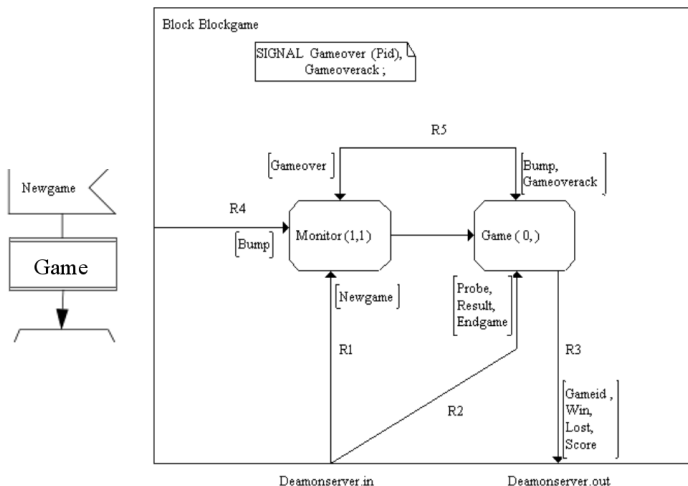 Block Blockgame
SIGNAL Gameover (Pid),
Gameoverack ;
R5
[Gameover]
[Bump,
Gameoverack]
Newgame
R4
[Bump]
Monitor (1,1)
Game ( 0, )
Game
[Newgame]
[Probe,
Result,
Endgame]
R1
R2
R3
[Gameid ,
Win,
Lost,
Score]
Deamonserver.in
Deamonserver.out